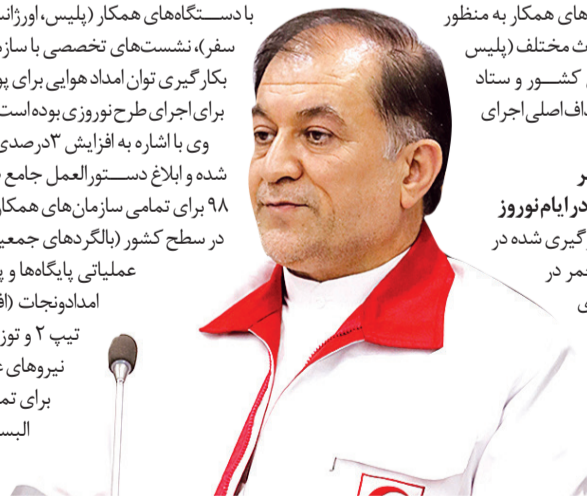 های همکار به منظور
ث مختلف (پلیس
کشور و ستاد
داف اصلی اجرای
ر
در ایام نوروز
گیری شده در
مر در
ی
با دستگاه‌های همکار (پلیس، اورژانس
سفر)، نشست‌های تخصصی با سازم
بکارگیری توان امداد هوایی برای پو
برای اجرای طرح نوروزی بوده است
وی با اشاره به افزایش ۳درصدی
شده و ابلاغ دستورالعمل جامع
۹۸ برای تمامی سازمان‌های همکار
در سطح کشور (بالگردهای جمعی
عملیاتی پایگاه‌ها و پ
امدادونجات (اف
تیپ ۲ و توز
نیروهای ع
برای تم
البس